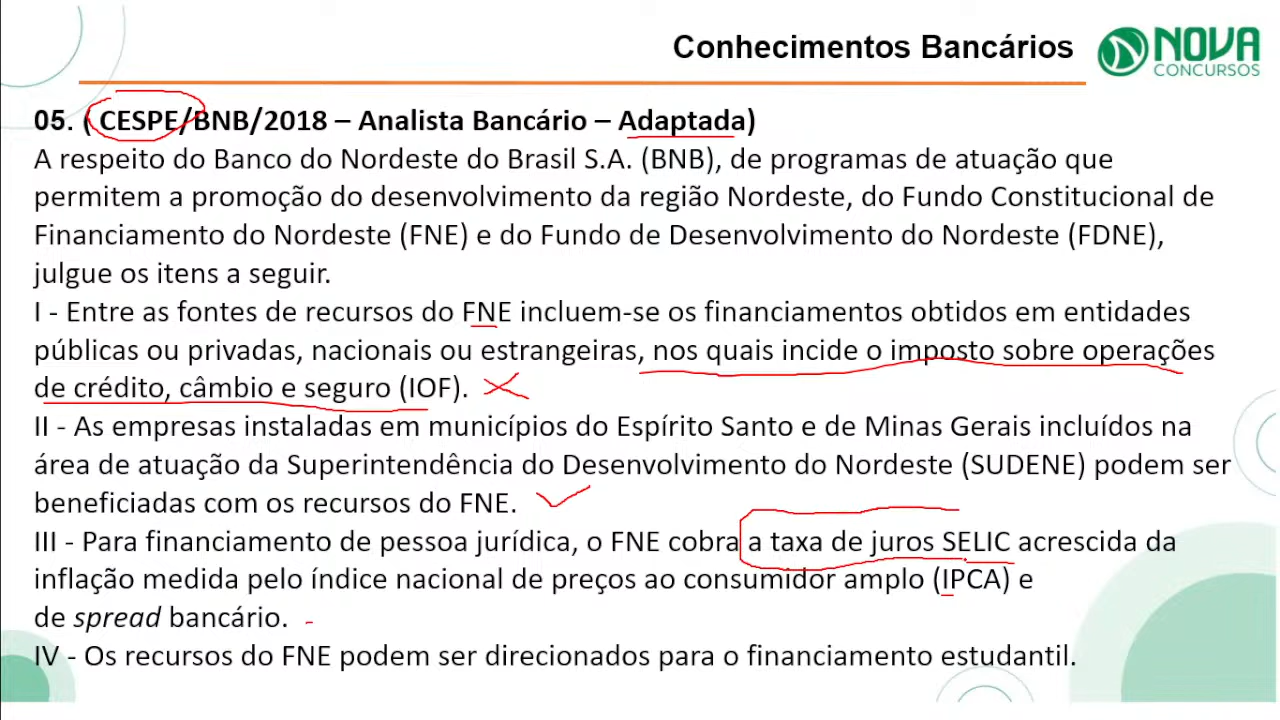 Conhecimentos Bancários
NOVA
CONCURSOS
05. ( CESPE/BNB/2018 – Analista Bancário – Adaptada)
A respeito do Banco do Nordeste do Brasil S.A. (BNB), de programas de atuação que
permitem a promoção do desenvolvimento da região Nordeste, do Fundo Constitucional de
Financiamento do Nordeste (FNE) e do Fundo de Desenvolvimento do Nordeste (FDNE),
julgue os itens a seguir.
I - Entre as fontes de recursos do FNE incluem-se os financiamentos obtidos em entidades
públicas ou privadas, nacionais ou estrangeiras, nos quais incide o imposto sobre operações
de crédito, câmbio e seguro (IOF).
II - As empresas instaladas em municípios do Espírito Santo e de Minas Gerais incluídos na
área de atuação da Superintendência do Desenvolvimento do Nordeste (SUDENE) podem ser
beneficiadas com os recursos do FNE.
III - Para financiamento de pessoa jurídica, o FNE cobra a taxa de juros SELIC acrescida da
inflação medida pelo índice nacional de preços ao consumidor amplo (IPCA) e
de spread bancário.
IV - Os recursos do FNE podem ser direcionados para o financiamento estudantil.